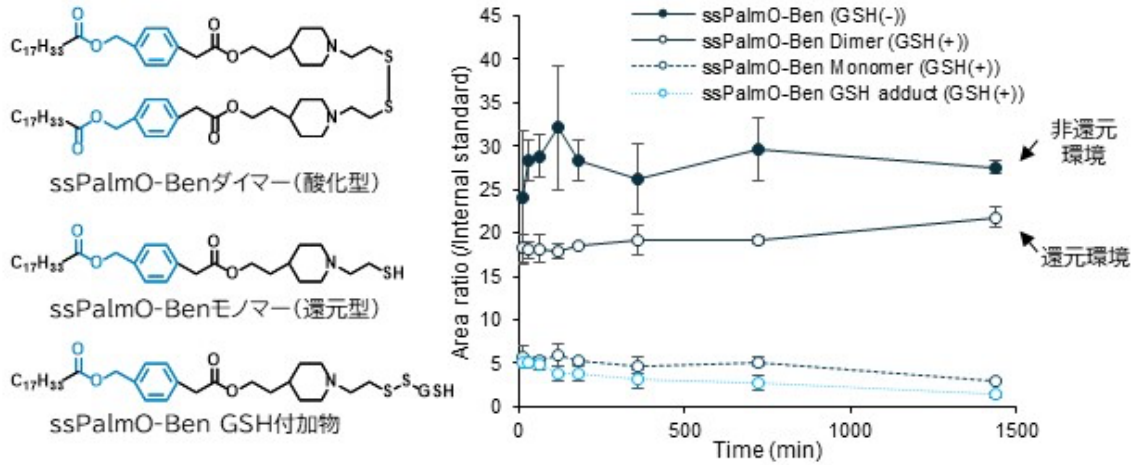 C17H33
O
O
O
O
N
S
S
C17H33
O
O
O
O
N
ssPalmO-Benダイマー(酸化型)
C17H33
O
O
O
O
N
SH
ssPalmO-Benモノマー(還元型)
C17H33
O
O
O
O
N
S
S
GSH
ssPalmO-Ben GSH付加物
ssPalmO-Ben (GSH(-))
ssPalmO-Ben Dimer (GSH(+))
ssPalmO-Ben Monomer (GSH(+))
ssPalmO-Ben GSH adduct (GSH(+))
Area ratio (/Internal standard)
45
40
35
30
25
20
15
10
5
0
0
500
1000
1500
Time (min)
非還元
環境
還元環境